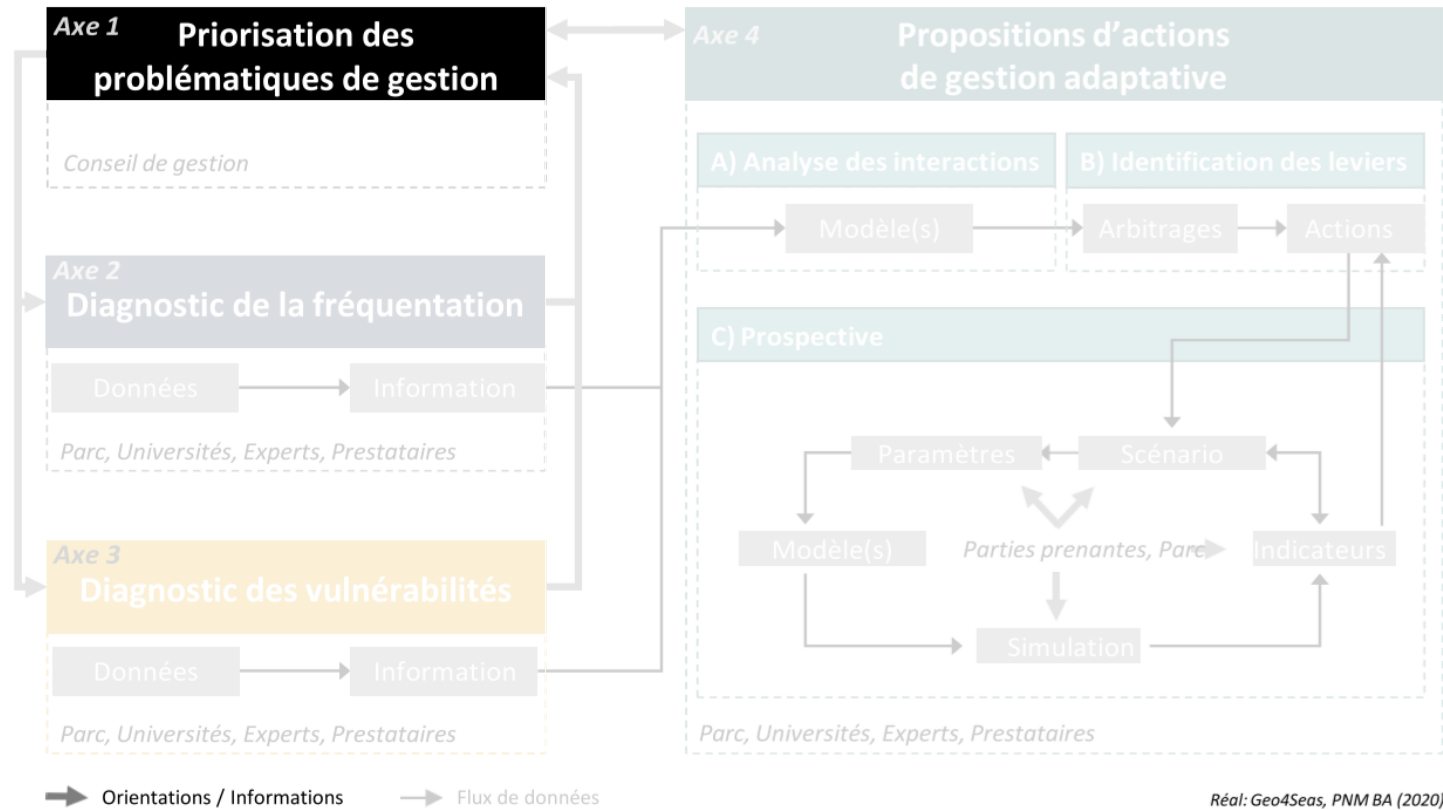 Axe 1
Priorisation des
problématiques de gestion
Conseil de gestion
Axe 2
Diagnostic de la fréquentation
Données
Information
Parc, Universités, Experts, Prestataires
Axe 3
Diagnostic des vulnérabilités
Données
Information
Parc, Universités, Experts, Prestataires
Axe 4
Propositions d’actions
de gestion adaptative
A) Analyse des interactions
B) Identification des leviers
Modèle(s)
Arbitrages
Actions
C) Prospective
Paramètres
Scénario
Modèle(s)
Parties prenantes, Parc
Indicateurs
Simulation
Parc, Universités, Experts, Prestataires
Orientations / Informations
Flux de données
Réal: Geo4Seas, PNM BA (2020)